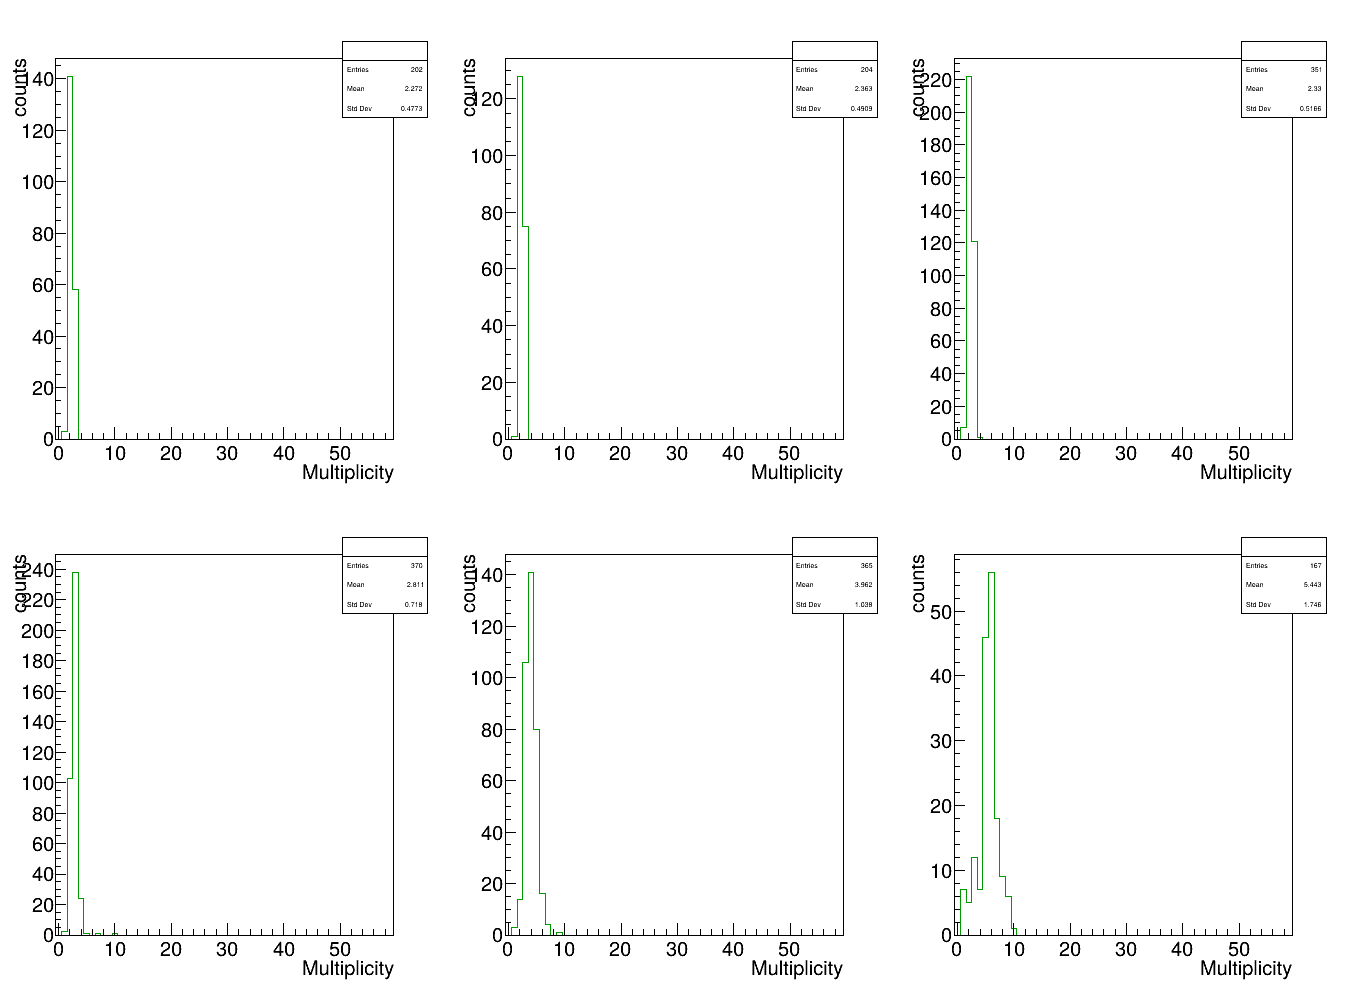 counts
140
120
100
80
60
40
20
0
0 10 20 30 40 50
Multiplicity
Entries 202
Mean 2.272
Std Dev 0.4773
counts
120
100
80
60
40
20
0
0 10 20 30 40 50
Multiplicity
Entries 204
Mean 2.363
Std Dev 0.4909
counts
220
200
180
160
140
120
100
80
60
40
20
0
0 10 20 30 40 50
Multiplicity
Entries 351
Mean 2.33
Std Dev 0.5166
counts
240
220
200
180
160
140
120
100
80
60
40
20
0
0 10 20 30 40 50
Multiplicity
Entries 370
Mean 2.811
Std Dev 0.719
counts
140
120
100
80
60
40
20
0
0 10 20 30 40 50
Multiplicity
Entries 365
Mean 3.962
Std Dev 1.039
counts
50
40
30
20
10
0
0 10 20 30 40 50
Multiplicity
Entries 167
Mean 5.443
Std Dev 1.746